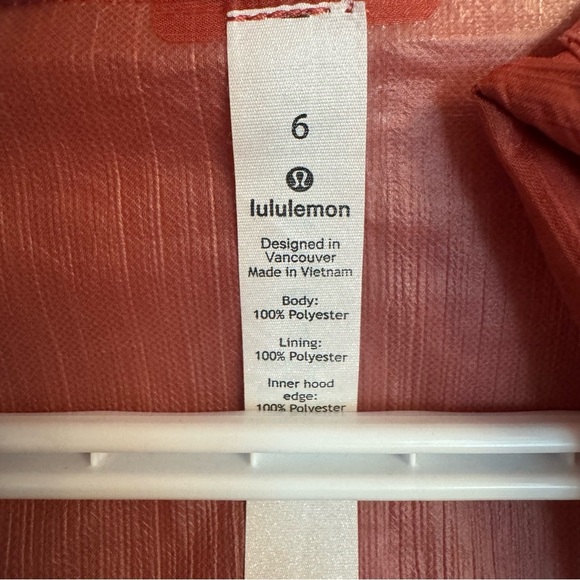 6
lululemon
Designed in
Vancouver
Made in Vietnam
Body:
100% Polyester
Lining:
100% Polyester
Inner hood
edge:
100% Polyester